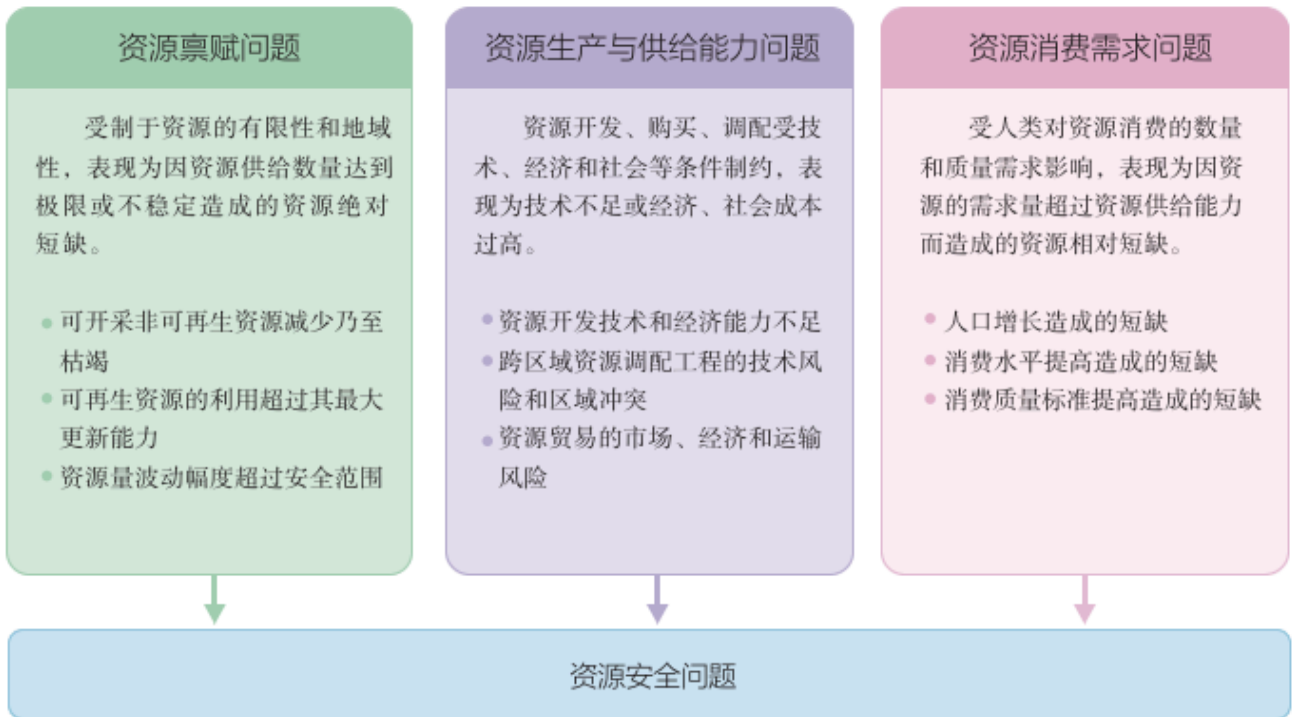 资源禀赋问题
受制于资源的有限性和地域
性，表现为因资源供给数量达到
极限或不稳定造成的资源绝对
短缺。
可开采非可再生资源减少乃至
枯竭
可再生资源的利用超过其最大
更新能力
资源量波动幅度超过安全范围
资源生产与供给能力问题
资源开发、购买、调配受技
术、经济和社会等条件制约，表
现为技术不足或经济、社会成本
过高。
资源开发技术和经济能力不足
跨区域资源调配工程的技术风
险和区域冲突
资源贸易的市场、经济和运输
风险
资源消费需求问题
受人类对资源消费的数量
和质量需求影响，表现为因资
源的需求量超过资源供给能力
而造成的资源相对短缺。
人口增长造成的短缺
消费水平提高造成的短缺
消费质量标准提高造成的短缺
资源安全问题